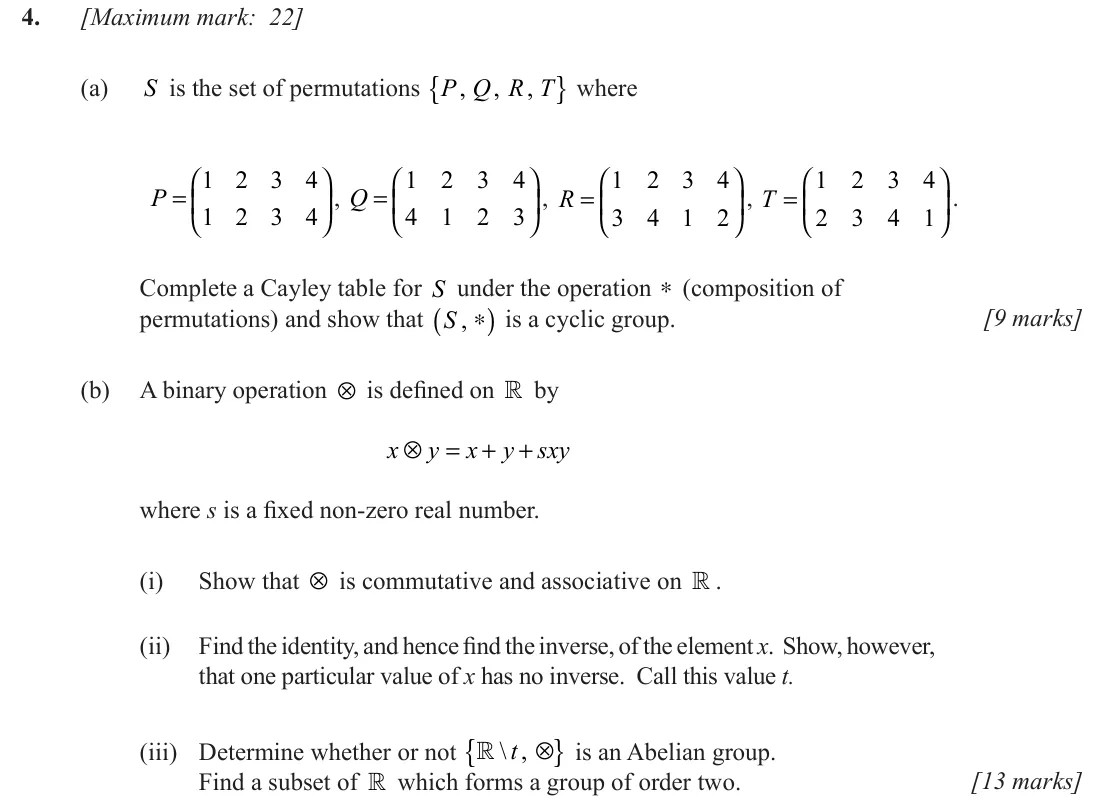 4. [Maximum mark: 22]
(a) S is the set of permutations {P, Q, R, T} where
P = (1 2 3 4 / 1 2 3 4), Q = (1 2 3 4 / 4 1 2 3), R = (1 2 3 4 / 3 4 1 2), T = (1 2 3 4 / 2 3 4 1).
Complete a Cayley table for S under the operation * (composition of
permutations) and show that (S, *) is a cyclic group. [9 marks]
(b) A binary operation ⊗ is defined on ℝ by
x ⊗ y = x + y + sxy
where s is a fixed non-zero real number.
(i) Show that ⊗ is commutative and associative on ℝ.
(ii) Find the identity, and hence find the inverse, of the element x. Show, however,
that one particular value of x has no inverse. Call this value t.
(iii) Determine whether or not {ℝ \ t, ⊗} is an Abelian group.
Find a subset of ℝ which forms a group of order two. [13 marks]